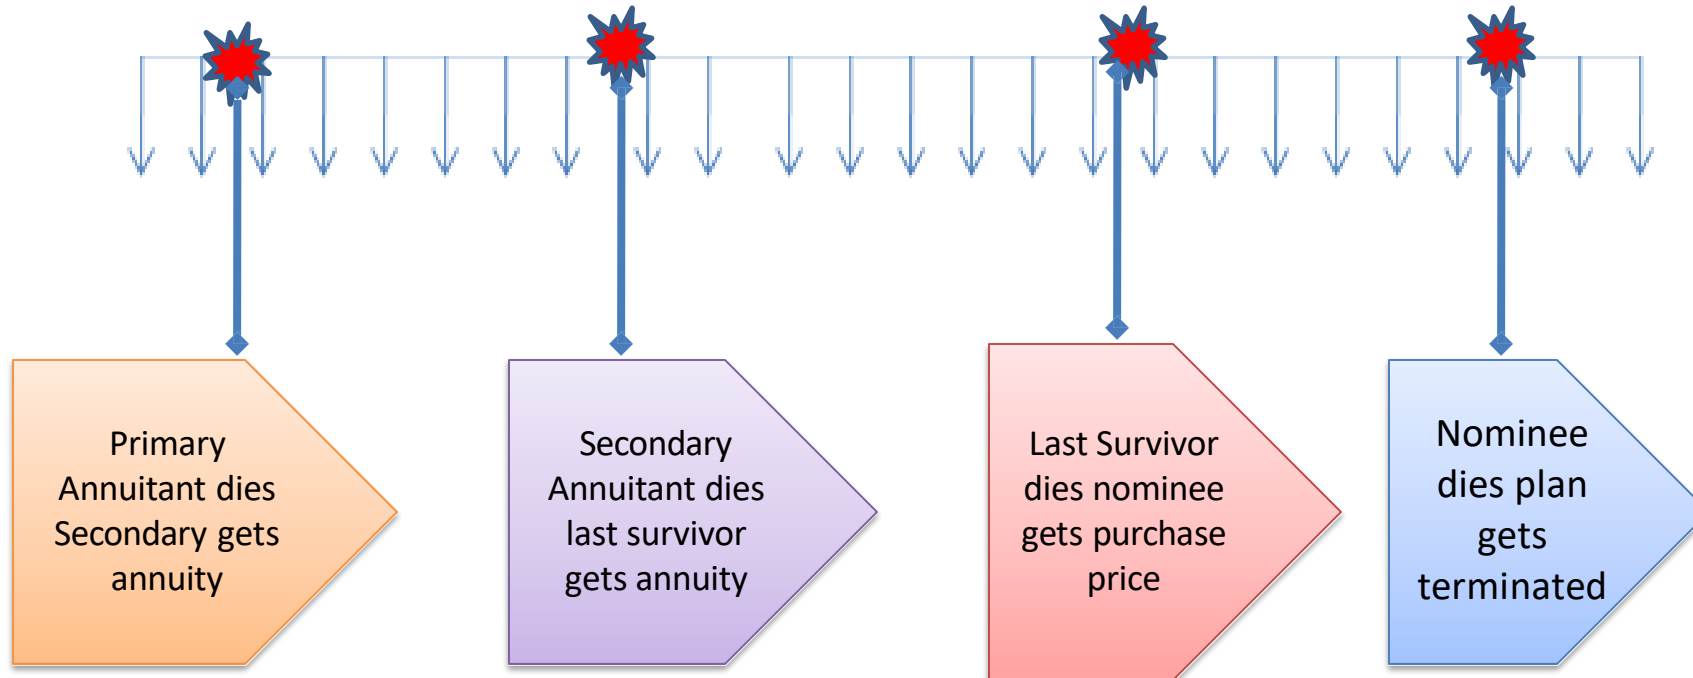 Primary
Annuitant dies
Secondary gets
annuity
Secondary
Annuitant dies
last survivor
gets annuity
Last Survivor
dies nominee
gets purchase
price
Nominee
dies plan
gets
terminated